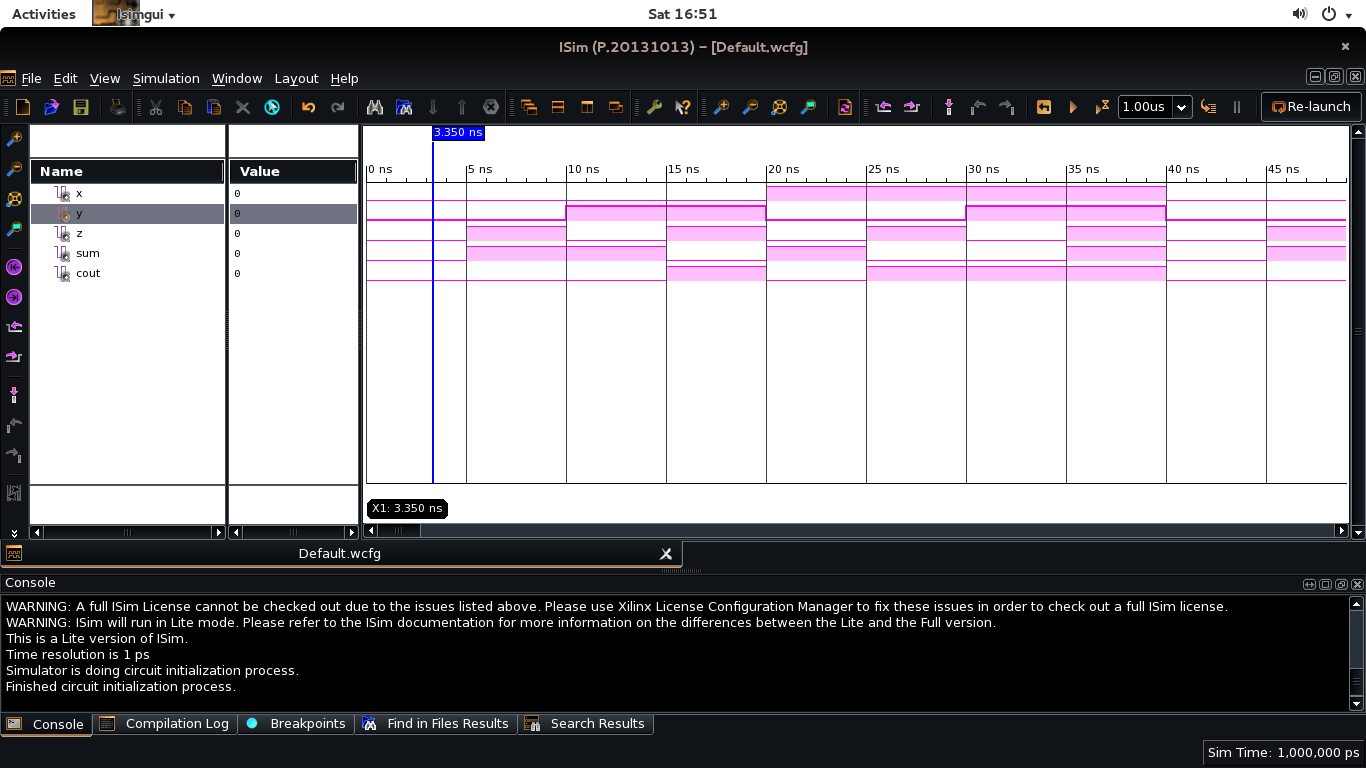 Activities Isimgui Sat 16:51
ISim (P.20131013) – [Default.wcfg]
File Edit View Simulation Window Layout Help
1.00us Re-launch
3.350 ns
Name Value
0 ns 5 ns 10 ns 15 ns 20 ns 25 ns 30 ns 35 ns 40 ns 45 ns
x 0
y 0
z 0
sum 0
cout 0
X1: 3.350 ns
Default.wcfg
Console
WARNING: A full ISim License cannot be checked out due to the issues listed above. Please use Xilinx License Configuration Manager to fix these issues in order to check out a full ISim license.
WARNING: ISim will run in Lite mode. Please refer to the ISim documentation for more information on the differences between the Lite and the Full version.
This is a Lite version of ISim.
Time resolution is 1 ps
Simulator is doing circuit initialization process.
Finished circuit initialization process.
Console Compilation Log Breakpoints Find in Files Results Search Results
Sim Time: 1,000,000 ps